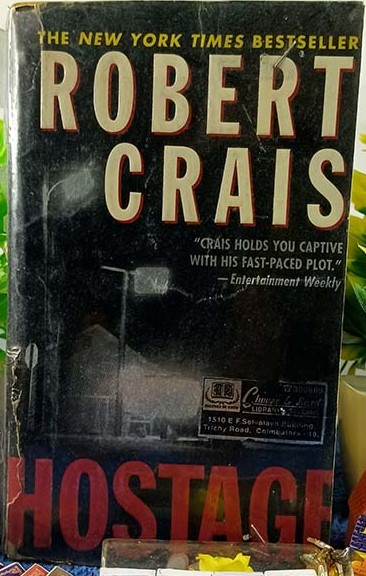 THE NEW YORK TIMES BESTSELLER
ROBERT
CRAIS
"CRAIS HOLDS YOU CAPTIVE
WITH HIS FAST-PACED PLOT."
— Entertainment Weekly
LIBRARY
1510 E F. Selvalaya Building
Trichy Road, Coimbatore - 18.
HOSTAGE